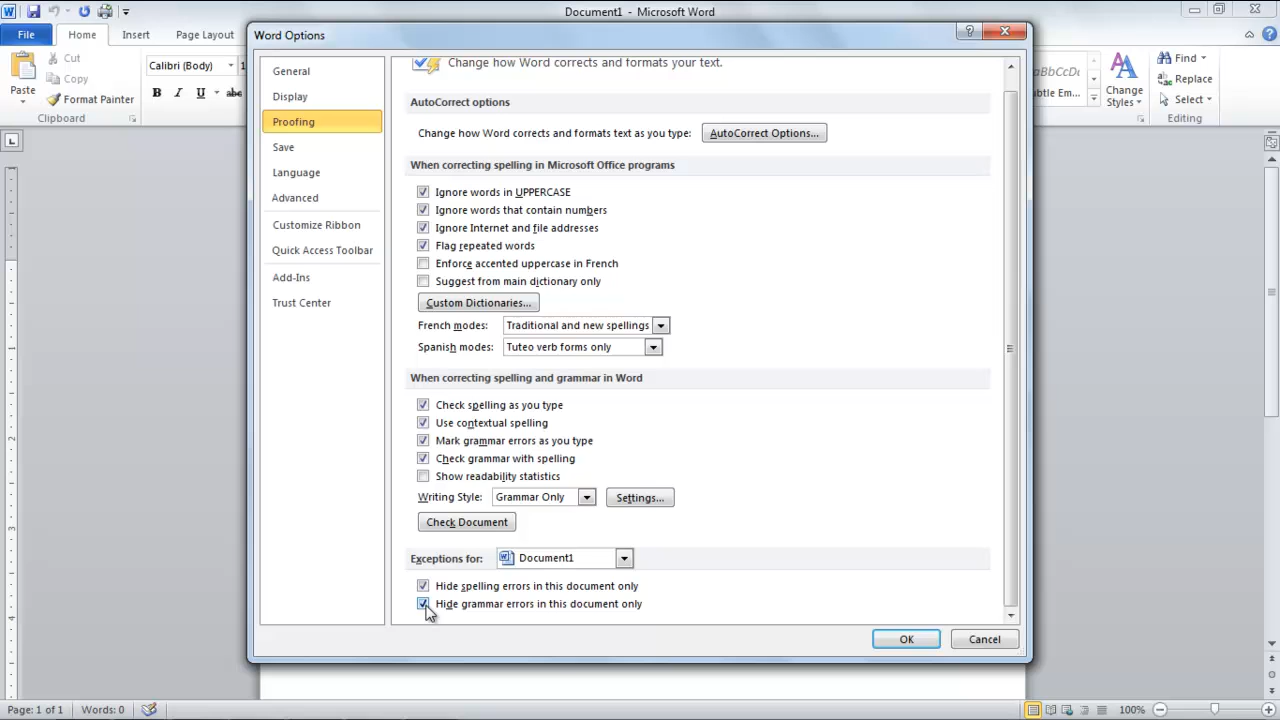 Document1 - Microsoft Word
File Home Insert Page Layout
Word Options
Cut
Copy
Format Painter
Paste
Clipboard
Calibri (Body)
B I U abc
Find
Replace
Select
Change
Styles
Editing
General
Display
Proofing
Save
Language
Advanced
Customize Ribbon
Quick Access Toolbar
Add-Ins
Trust Center
Change how Word corrects and formats your text.
AutoCorrect options
Change how Word corrects and formats text as you type: AutoCorrect Options...
When correcting spelling in Microsoft Office programs
Ignore words in UPPERCASE
Ignore words that contain numbers
Ignore Internet and file addresses
Flag repeated words
Enforce accented uppercase in French
Suggest from main dictionary only
Custom Dictionaries...
French modes: Traditional and new spellings
Spanish modes: Tuteo verb forms only
When correcting spelling and grammar in Word
Check spelling as you type
Use contextual spelling
Mark grammar errors as you type
Check grammar with spelling
Show readability statistics
Writing Style: Grammar Only Settings...
Check Document
Exceptions for: Document1
Hide spelling errors in this document only
Hide grammar errors in this document only
OK Cancel
Page: 1 of 1 Words: 0 100%